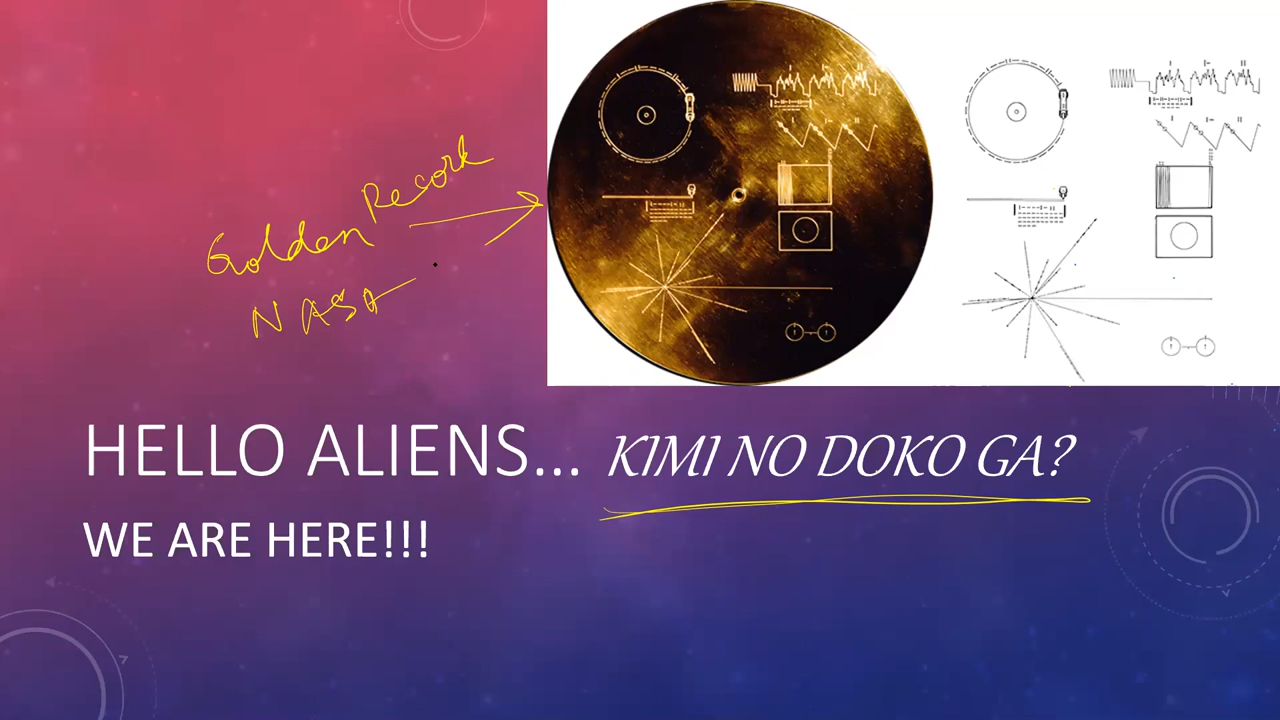 Golden Record
NASA
HELLO ALIENS... KIMI NO DOKO GA?
WE ARE HERE!!!